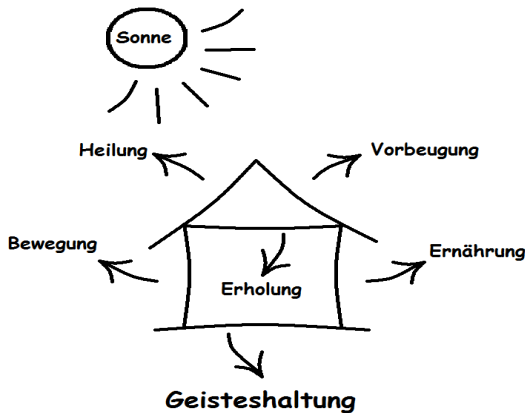 Sonne
Heilung
Vorbeugung
Bewegung
Ernährung
Erholung
Geisteshaltung